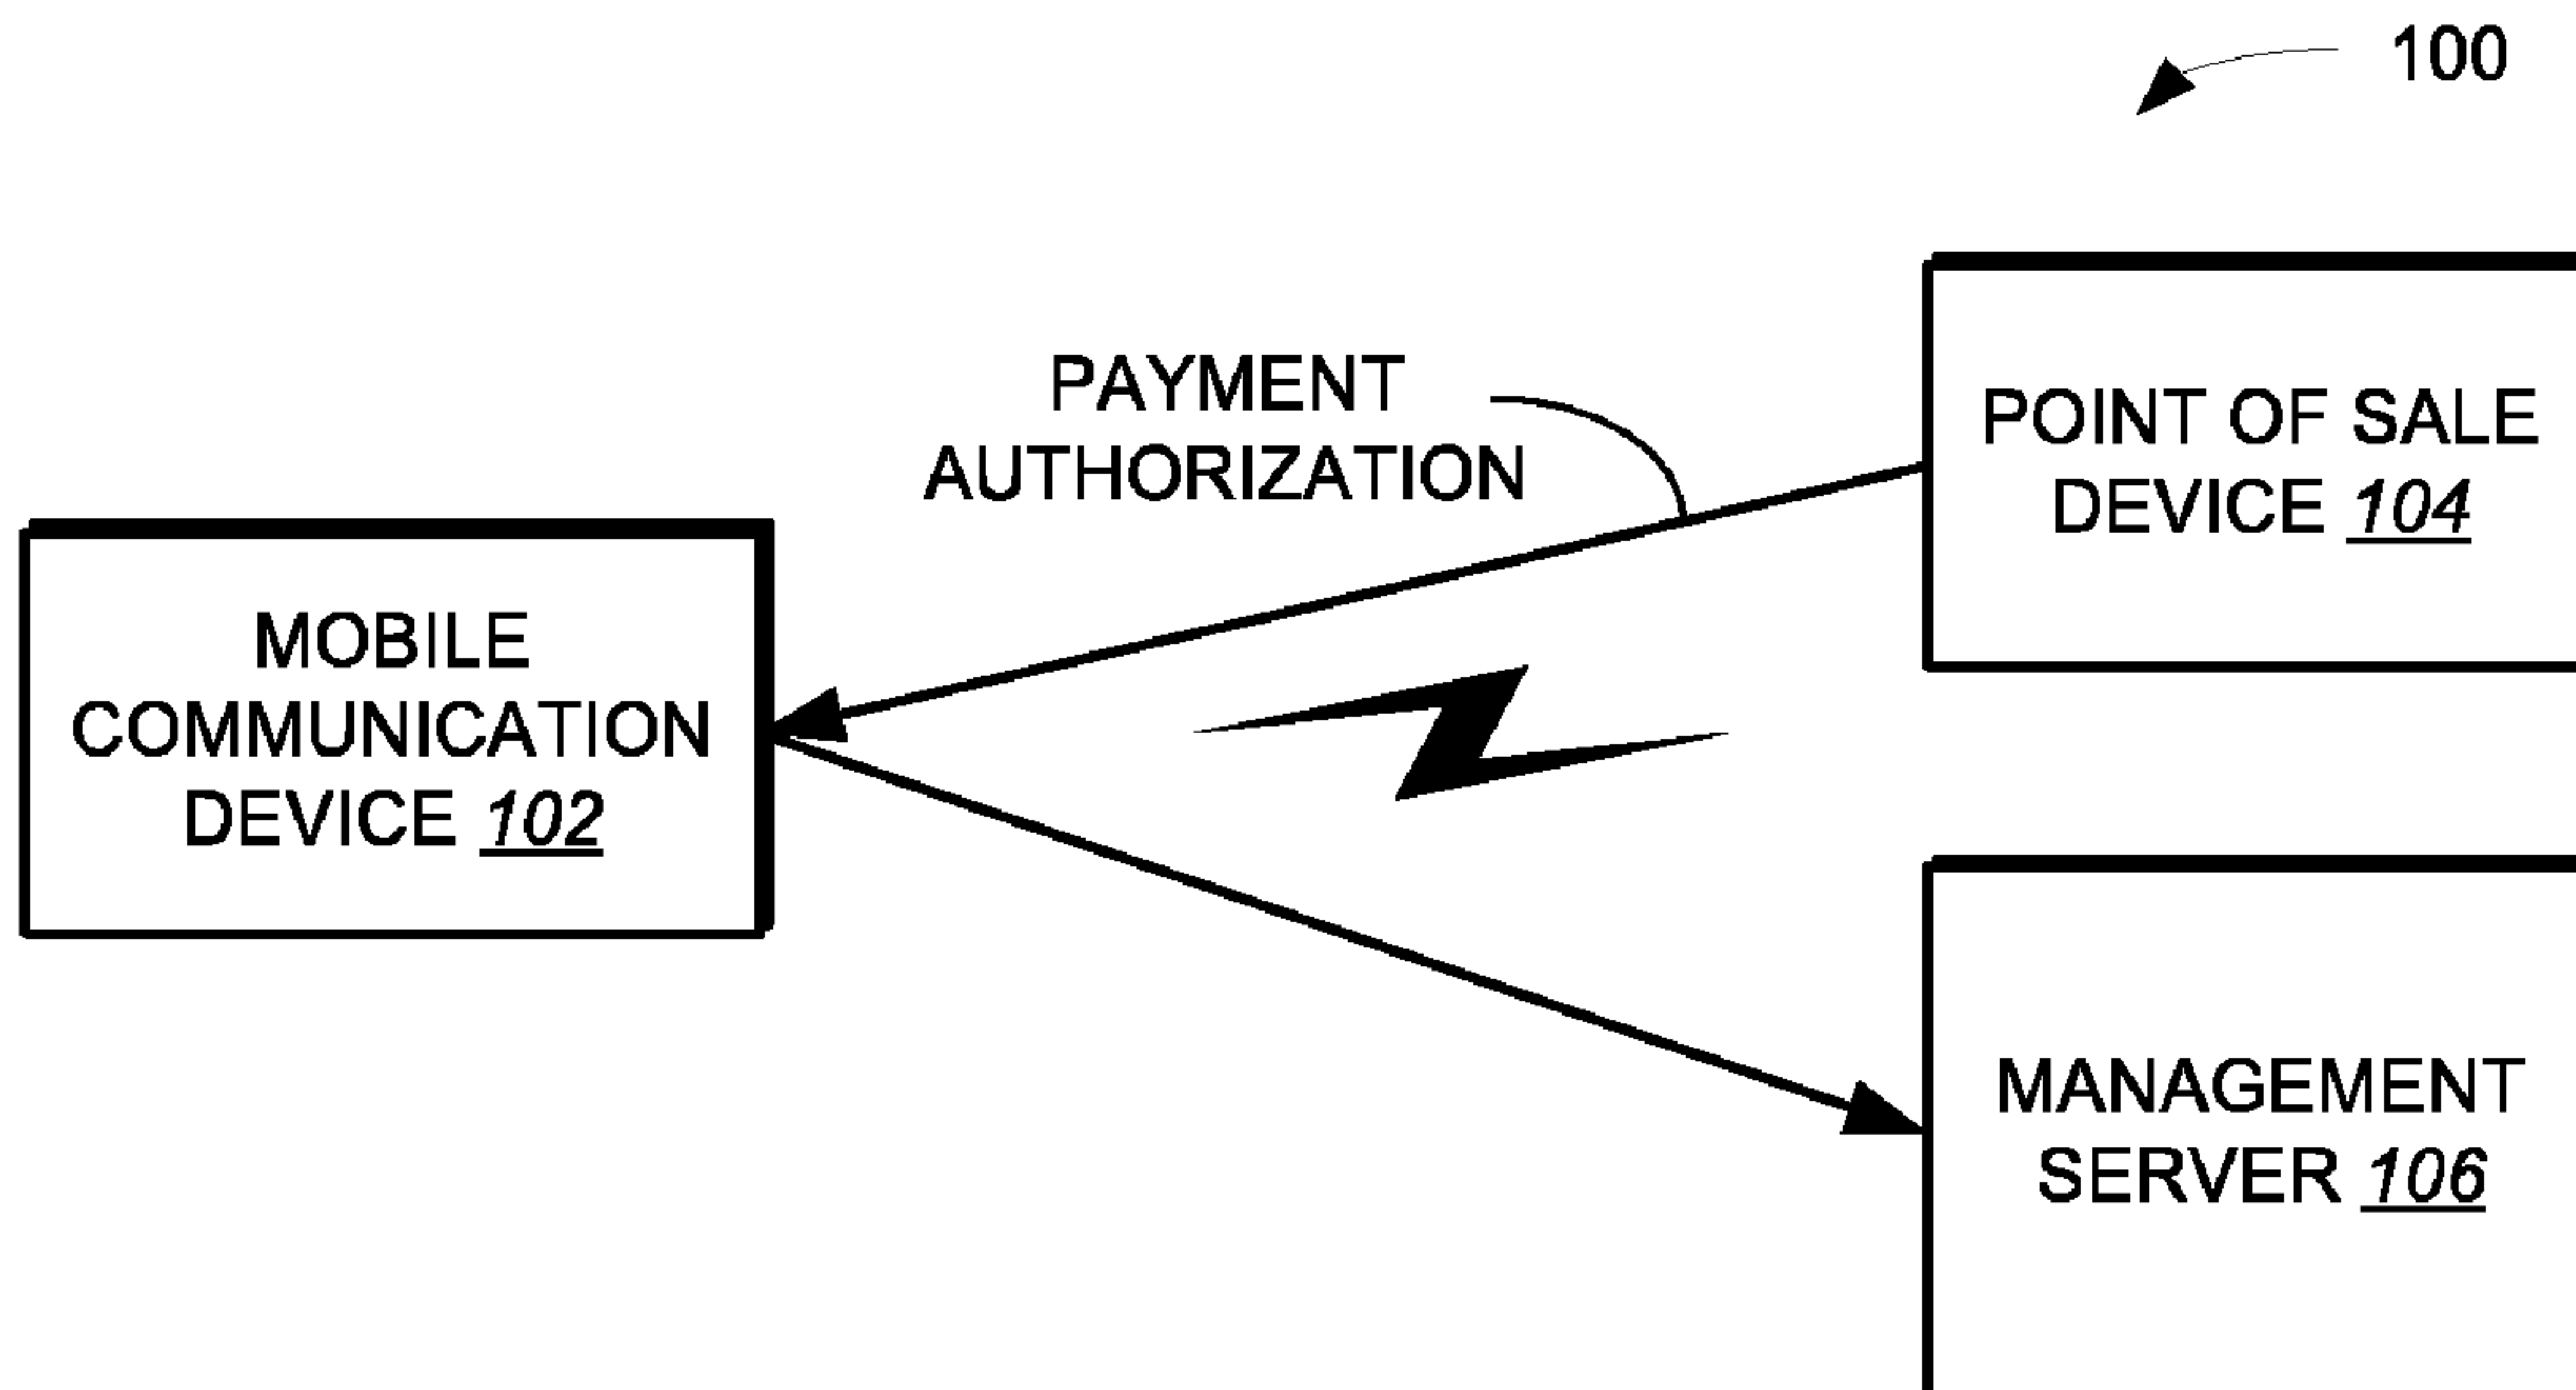 100
PAYMENT
AUTHORIZATION
POINT OF SALE
DEVICE 104
MOBILE
COMMUNICATION
DEVICE 102
MANAGEMENT
SERVER 106